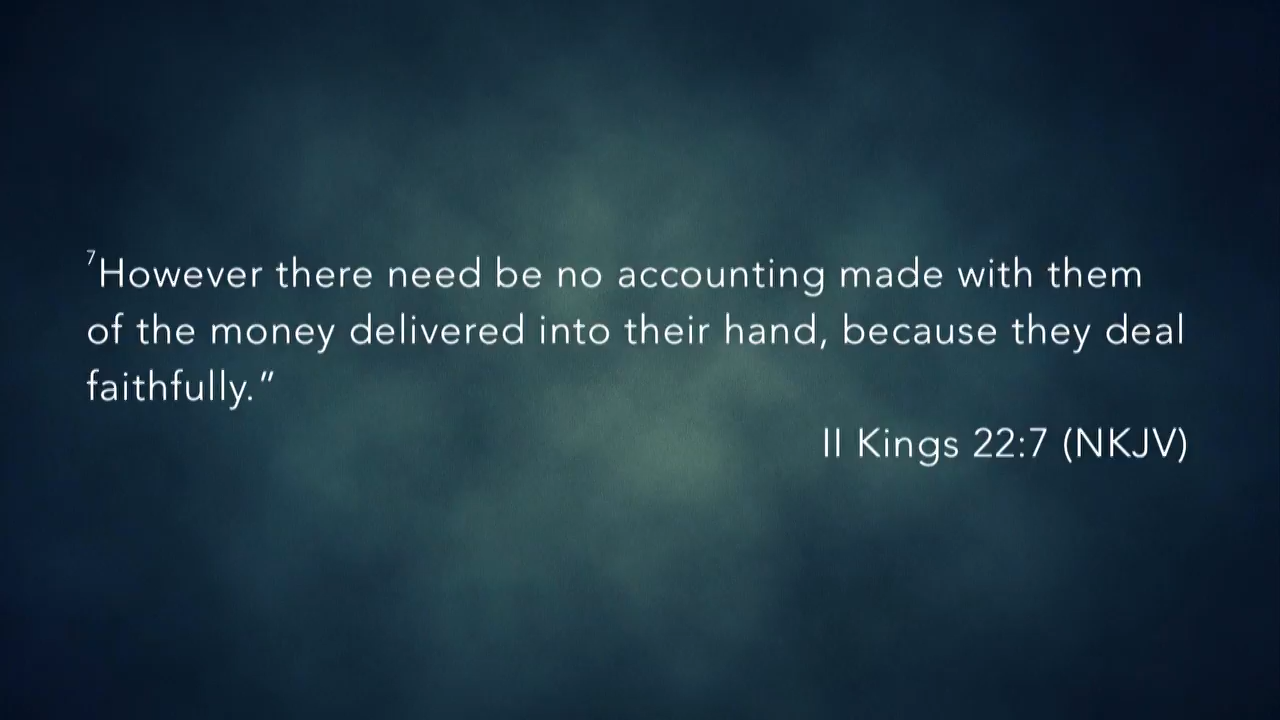 ⁷However there need be no accounting made with them
of the money delivered into their hand, because they deal
faithfully.”
II Kings 22:7 (NKJV)